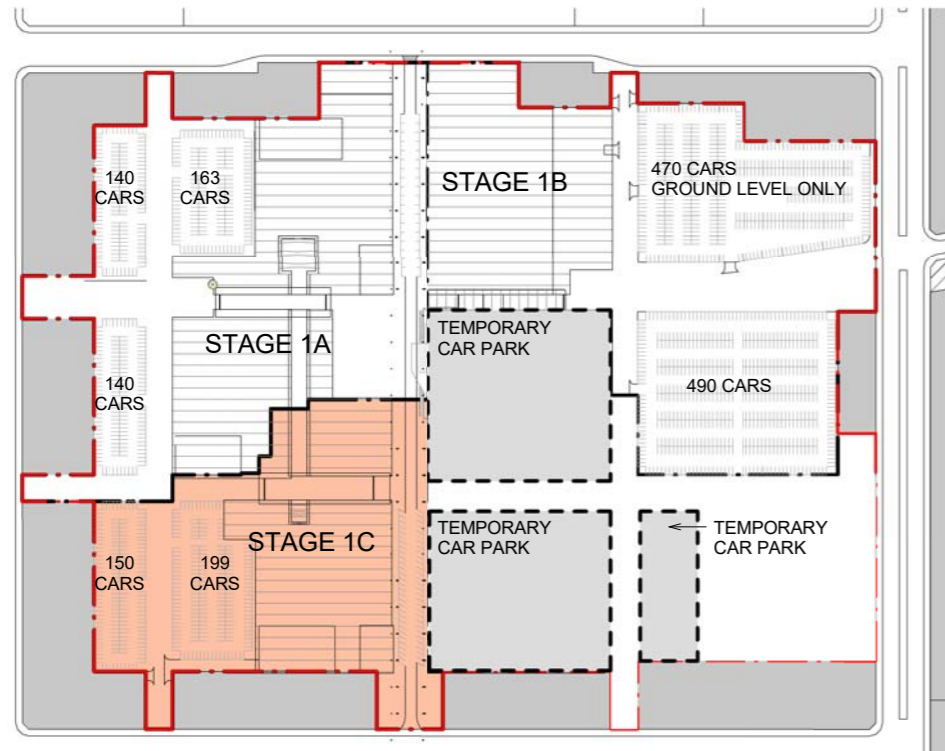 140
CARS
163
CARS
STAGE 1B
470 CARS
GROUND LEVEL ONLY
STAGE 1A
TEMPORARY
CAR PARK
140
CARS
490 CARS
STAGE 1C
150
CARS
199
CARS
TEMPORARY
CAR PARK
TEMPORARY
CAR PARK